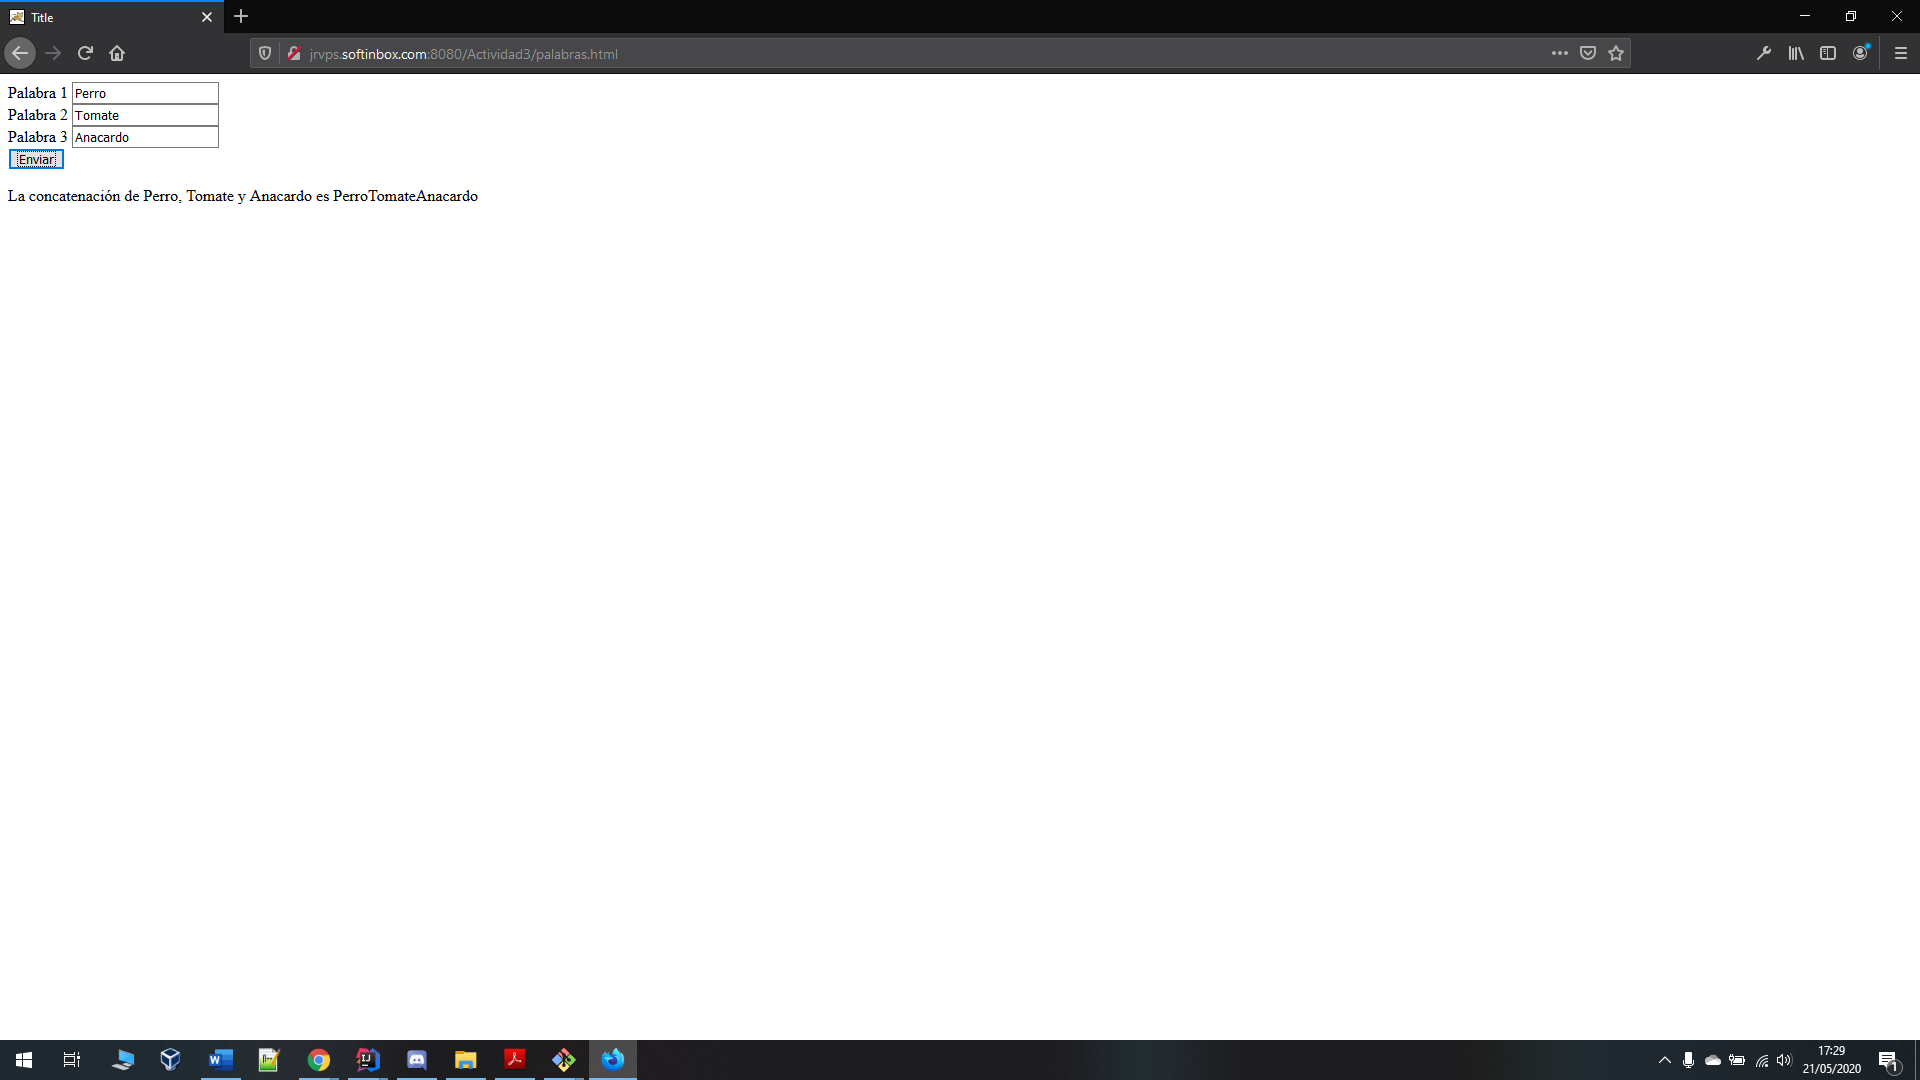 Title
jrvps.softinbox.com:8080/Actividad3/palabras.html
Palabra 1 Perro
Palabra 2 Tomate
Palabra 3 Anacardo
Enviar
La concatenación de Perro, Tomate y Anacardo es PerroTomateAnacardo
17:29
21/05/2020
1